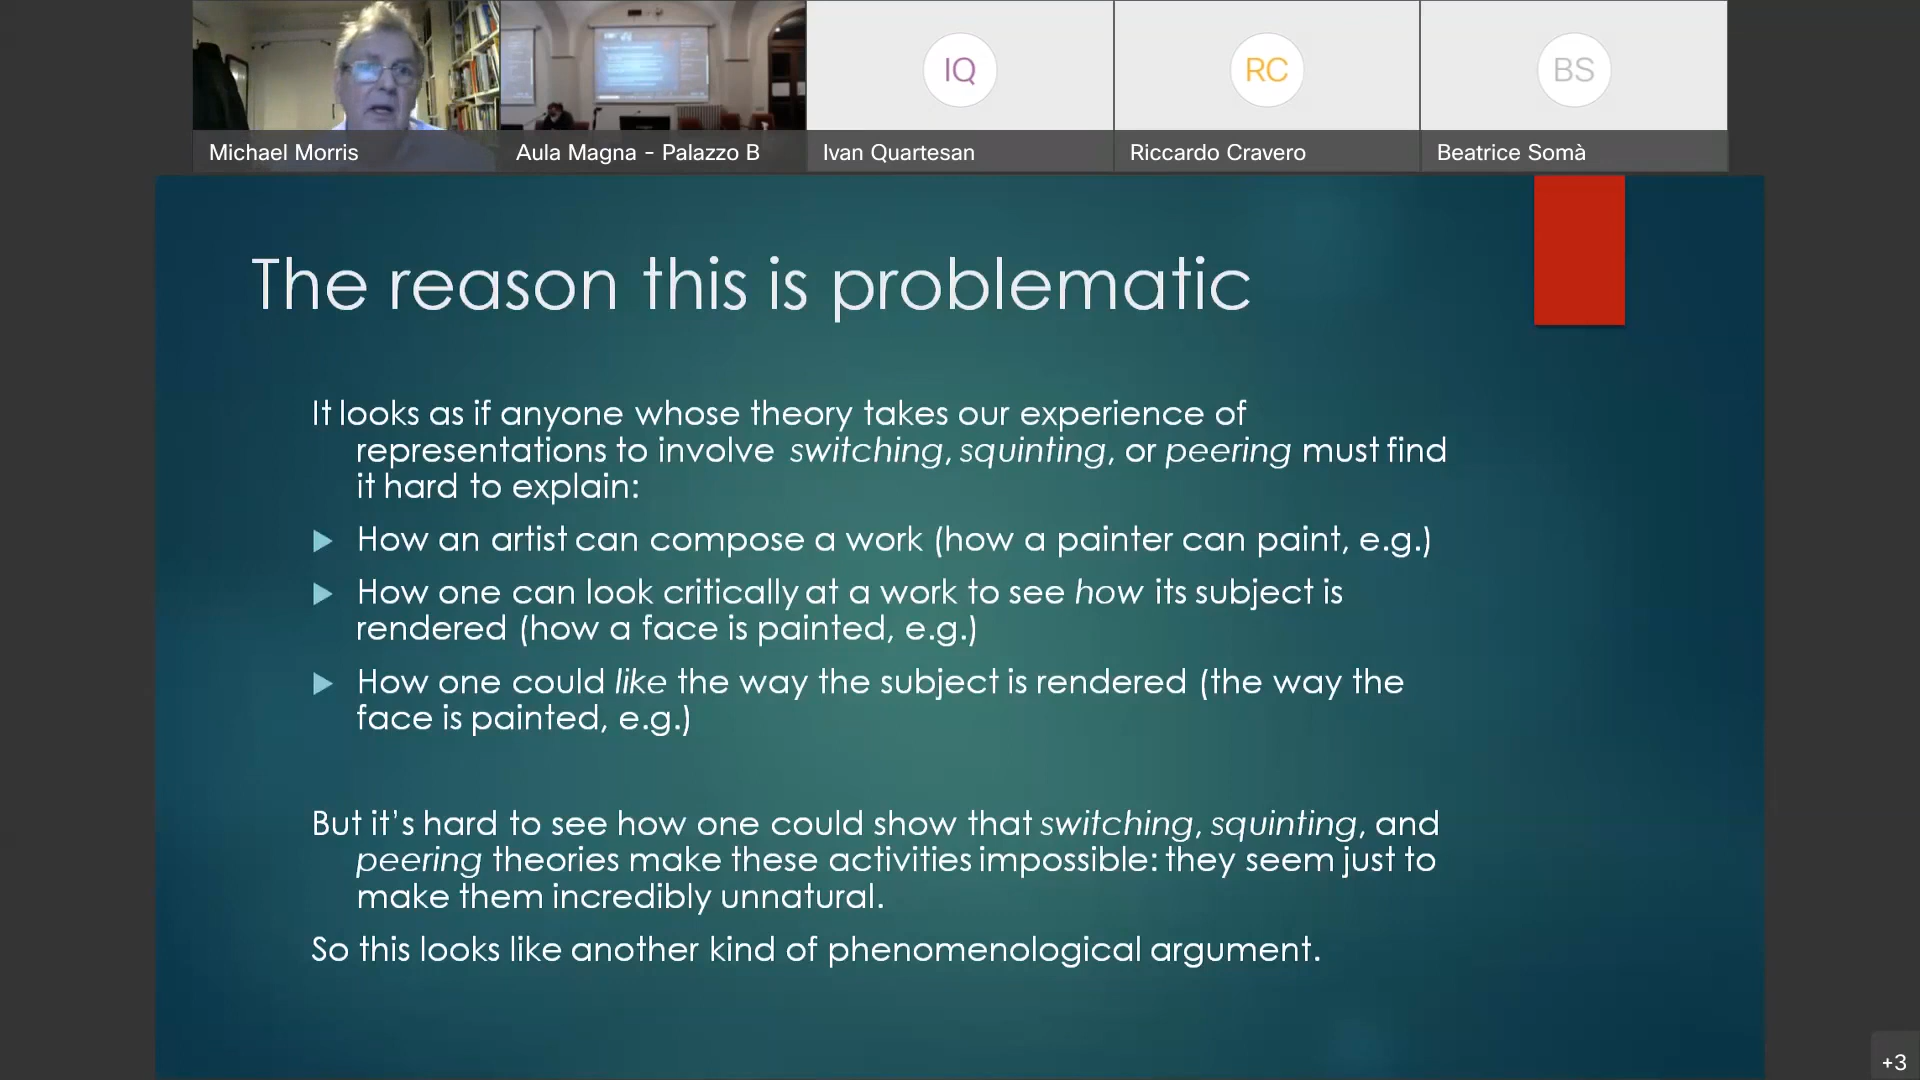 IQ
RC
BS
Michael Morris
Aula Magna - Palazzo B
Ivan Quartesan
Riccardo Cravero
Beatrice Somà
The reason this is problematic
It looks as if anyone whose theory takes our experience of
representations to involve switching, squinting, or peering must find
it hard to explain:
How an artist can compose a work (how a painter can paint, e.g.)
How one can look critically at a work to see how its subject is
rendered (how a face is painted, e.g.)
How one could like the way the subject is rendered (the way the
face is painted, e.g.)
But it's hard to see how one could show that switching, squinting, and
peering theories make these activities impossible: they seem just to
make them incredibly unnatural.
So this looks like another kind of phenomenological argument.
+3